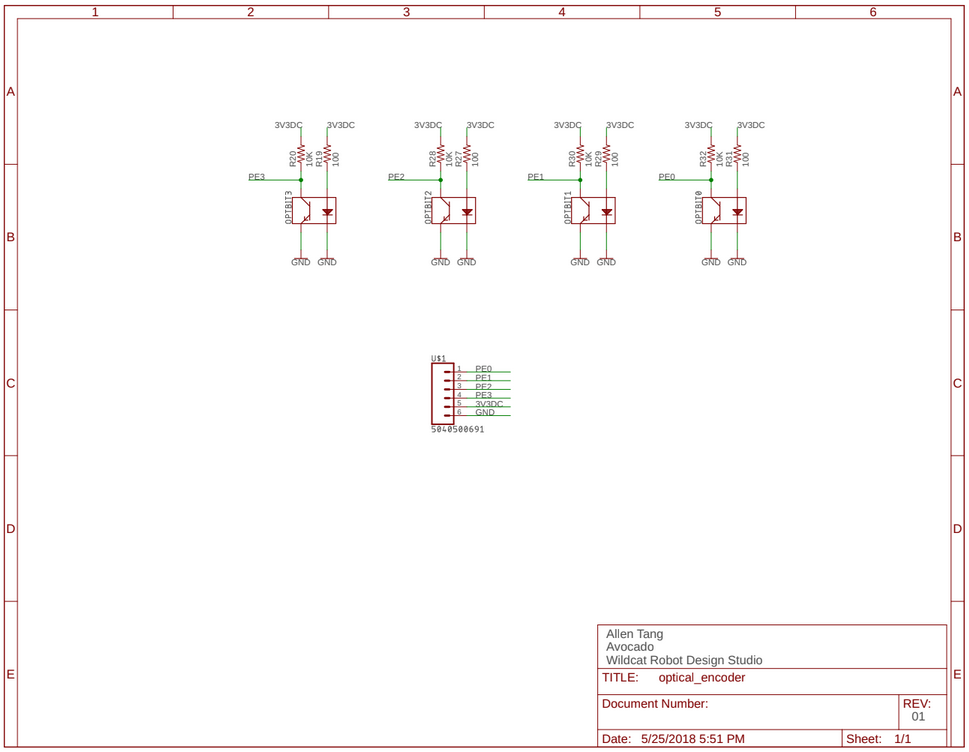 1 2 3 4 5 6
A A
3V3DC 3V3DC 3V3DC 3V3DC 3V3DC 3V3DC 3V3DC 3V3DC
R20 10K R19 100 R28 10K R27 100 R30 10K R29 100 R32 10K R31 100
PE3 PE2 PE1 PE0
OPTBIT3 OPTBIT2 OPTBIT1 OPTBIT0
B B
GND GND GND GND GND GND GND GND
U$1
1 PE0
2 PE1
3 PE2
4 PE3
5 3V3DC
6 GND
C C
5040500691
D D
Allen Tang
Avocado
Wildcat Robot Design Studio
E E
TITLE: optical_encoder
Document Number:
REV:
01
Date: 5/25/2018 5:51 PM
Sheet: 1/1